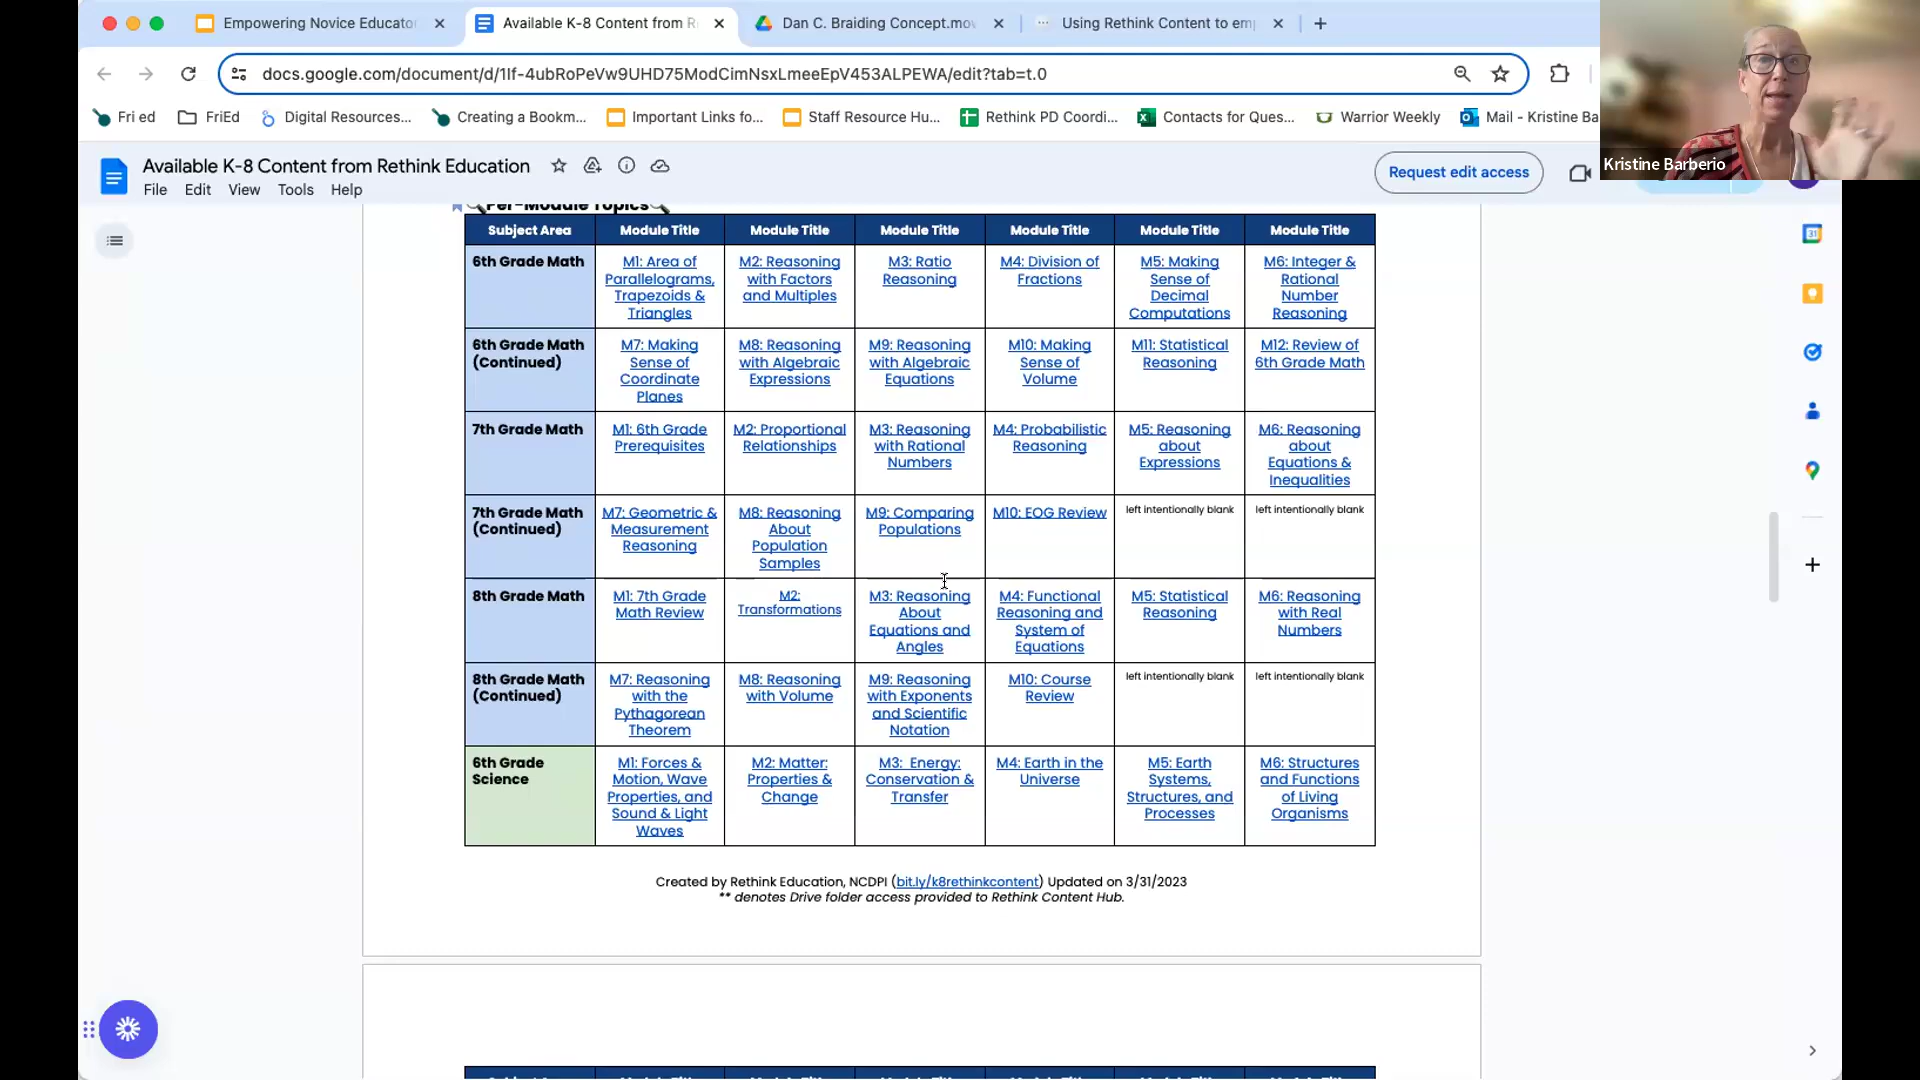 Empowering Novice Educato
Available K-8 Content from R
Dan C. Braiding Concept.mov
Using Rethink Content to em
docs.google.com/document/d/1If-4ubRoPeVw9UHD75ModCimNsxLmeeEpV453ALPEWA/edit?tab=t.0
Fri ed
FriEd
Digital Resources...
Creating a Bookm...
Important Links fo...
Staff Resource Hu...
Rethink PD Coordi...
Contacts for Ques...
Warrior Weekly
Mail - Kristine Ba
Kristine Barberio
Available K-8 Content from Rethink Education
File Edit View Tools Help
Request edit access
31
Per-Module Topics
Subject Area
Module Title
Module Title
Module Title
Module Title
Module Title
Module Title
6th Grade Math
M1: Area of
Parallelograms,
Trapezoids &
Triangles
M2: Reasoning
with Factors
and Multiples
M3: Ratio
Reasoning
M4: Division of
Fractions
M5: Making
Sense of
Decimal
Computations
M6: Integer &
Rational
Number
Reasoning
6th Grade Math
(Continued)
M7: Making
Sense of
Coordinate
Planes
M8: Reasoning
with Algebraic
Expressions
M9: Reasoning
with Algebraic
Equations
M10: Making
Sense of
Volume
M11: Statistical
Reasoning
M12: Review of
6th Grade Math
7th Grade Math
M1: 6th Grade
Prerequisites
M2: Proportional
Relationships
M3: Reasoning
with Rational
Numbers
M4: Probabilistic
Reasoning
M5: Reasoning
about
Expressions
M6: Reasoning
about
Equations &
Inequalities
7th Grade Math
(Continued)
M7: Geometric &
Measurement
Reasoning
M8: Reasoning
About
Population
Samples
M9: Comparing
Populations
M10: EOG Review
left intentionally blank
left intentionally blank
8th Grade Math
M1: 7th Grade
Math Review
M2:
Transformations
M3: Reasoning
About
Equations and
Angles
M4: Functional
Reasoning and
System of
Equations
M5: Statistical
Reasoning
M6: Reasoning
with Real
Numbers
8th Grade Math
(Continued)
M7: Reasoning
with the
Pythagorean
Theorem
M8: Reasoning
with Volume
M9: Reasoning
with Exponents
and Scientific
Notation
M10: Course
Review
left intentionally blank
left intentionally blank
6th Grade
Science
M1: Forces &
Motion, Wave
Properties, and
Sound & Light
Waves
M2: Matter:
Properties &
Change
M3: Energy:
Conservation &
Transfer
M4: Earth in the
Universe
M5: Earth
Systems,
Structures, and
Processes
M6: Structures
and Functions
of Living
Organisms
Created by Rethink Education, NCDPI (bit.ly/k8rethinkcontent) Updated on 3/31/2023
** denotes Drive folder access provided to Rethink Content Hub.